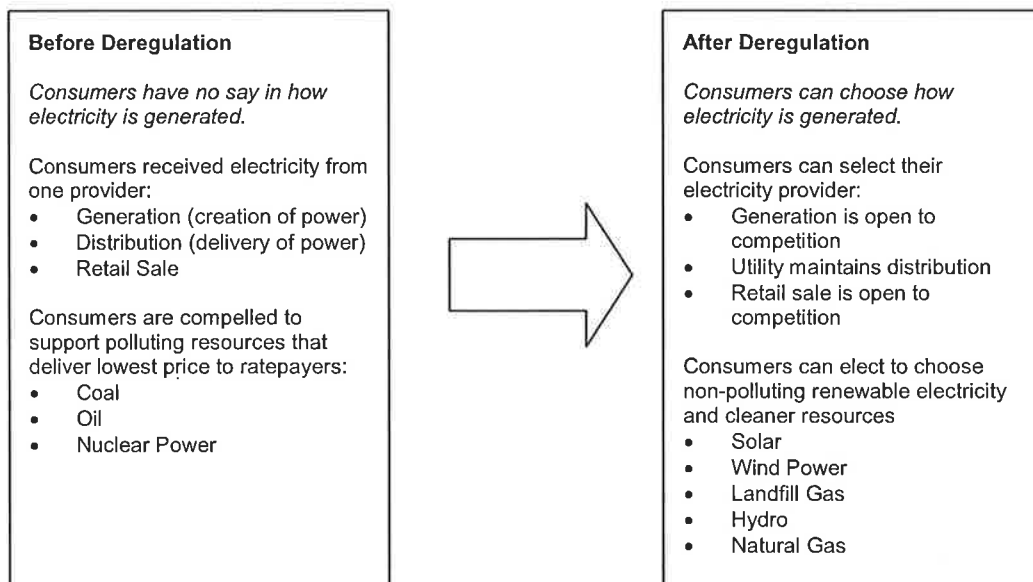 Before Deregulation
Consumers have no say in how
electricity is generated.
Consumers received electricity from
one provider:
• Generation (creation of power)
• Distribution (delivery of power)
• Retail Sale
Consumers are compelled to
support polluting resources that
deliver lowest price to ratepayers:
• Coal
• Oil
• Nuclear Power
After Deregulation
Consumers can choose how
electricity is generated.
Consumers can select their
electricity provider:
• Generation is open to
competition
• Utility maintains distribution
• Retail sale is open to
competition
Consumers can elect to choose
non-polluting renewable electricity
and cleaner resources
• Solar
• Wind Power
• Landfill Gas
• Hydro
• Natural Gas